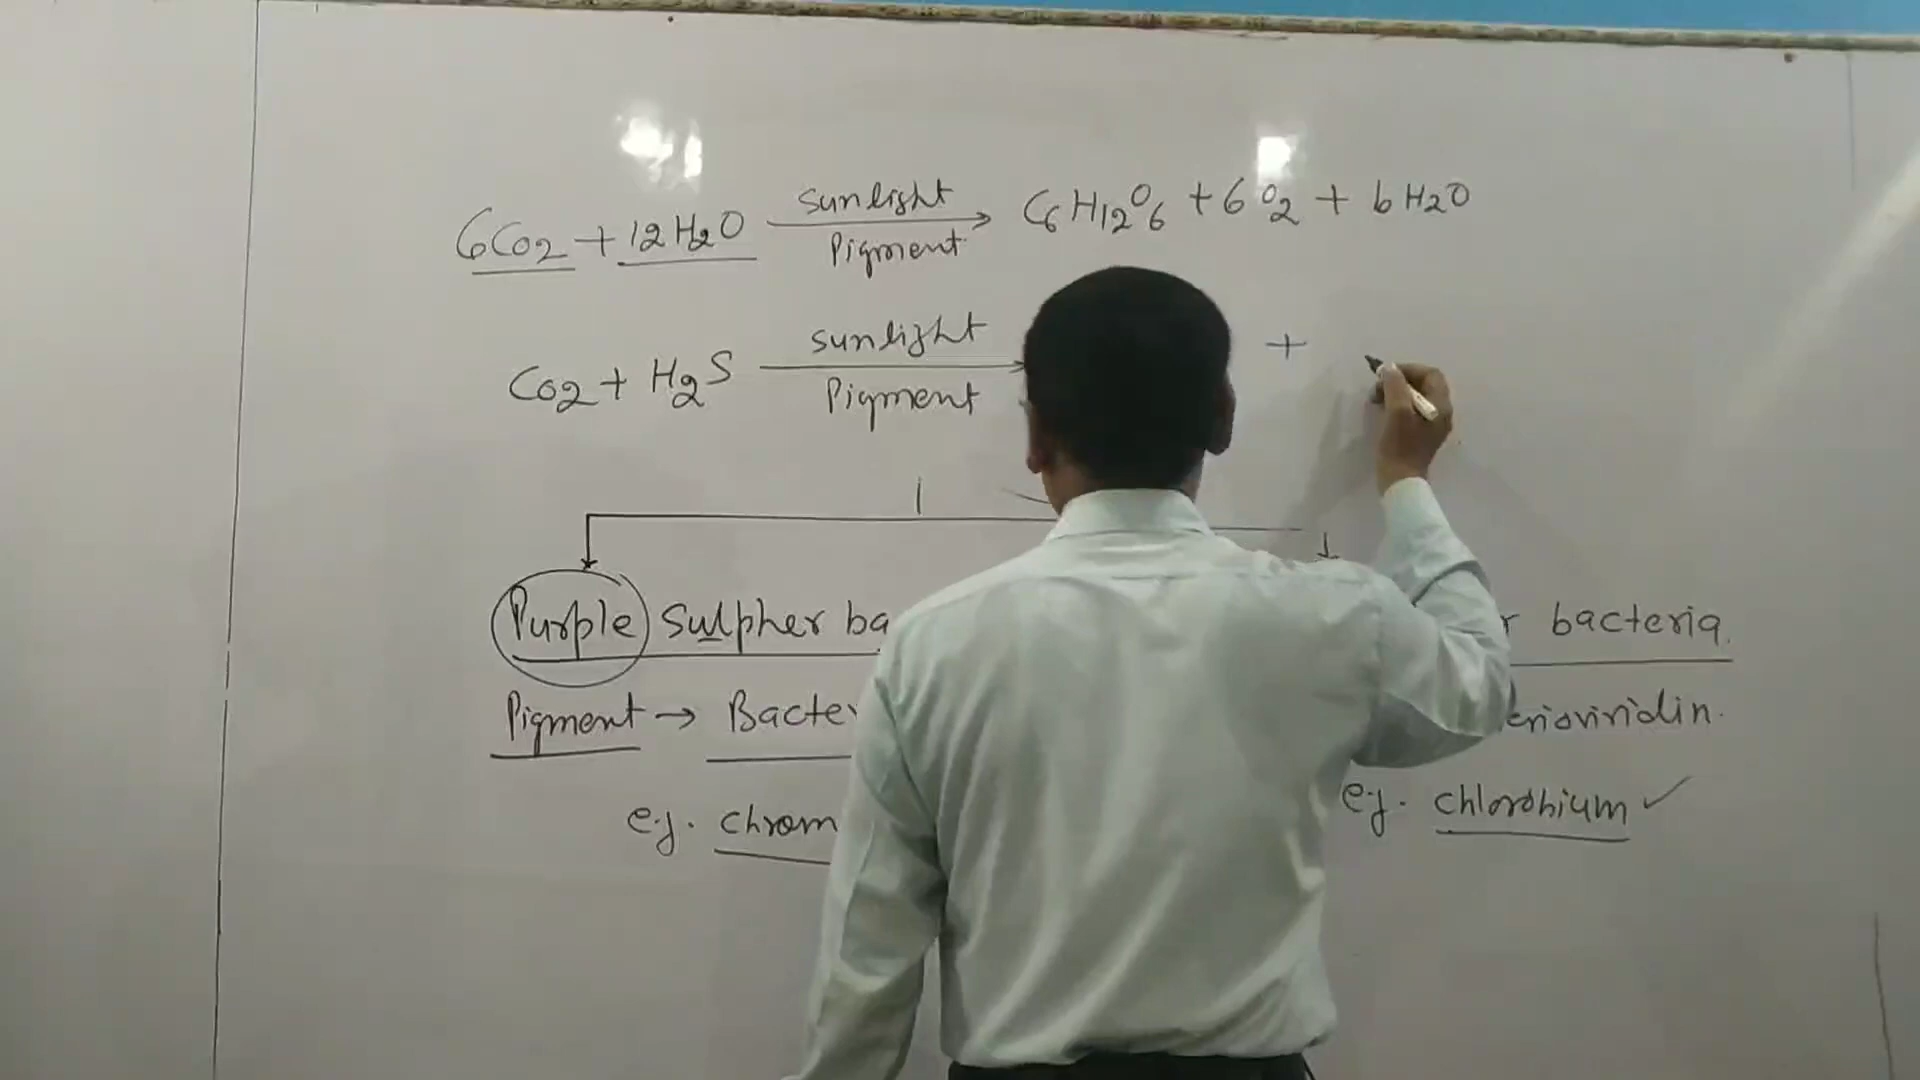 6CO2 + 12H2O sunlight Pigment → C6H12O6 + 6O2 + 6H2O
CO2 + H2S sunlight Pigment → +
Purple Sulpher ba r bacteria.
Pigment → Bacte erioviridin.
e.g. chrom e.g. chlorobium ✓